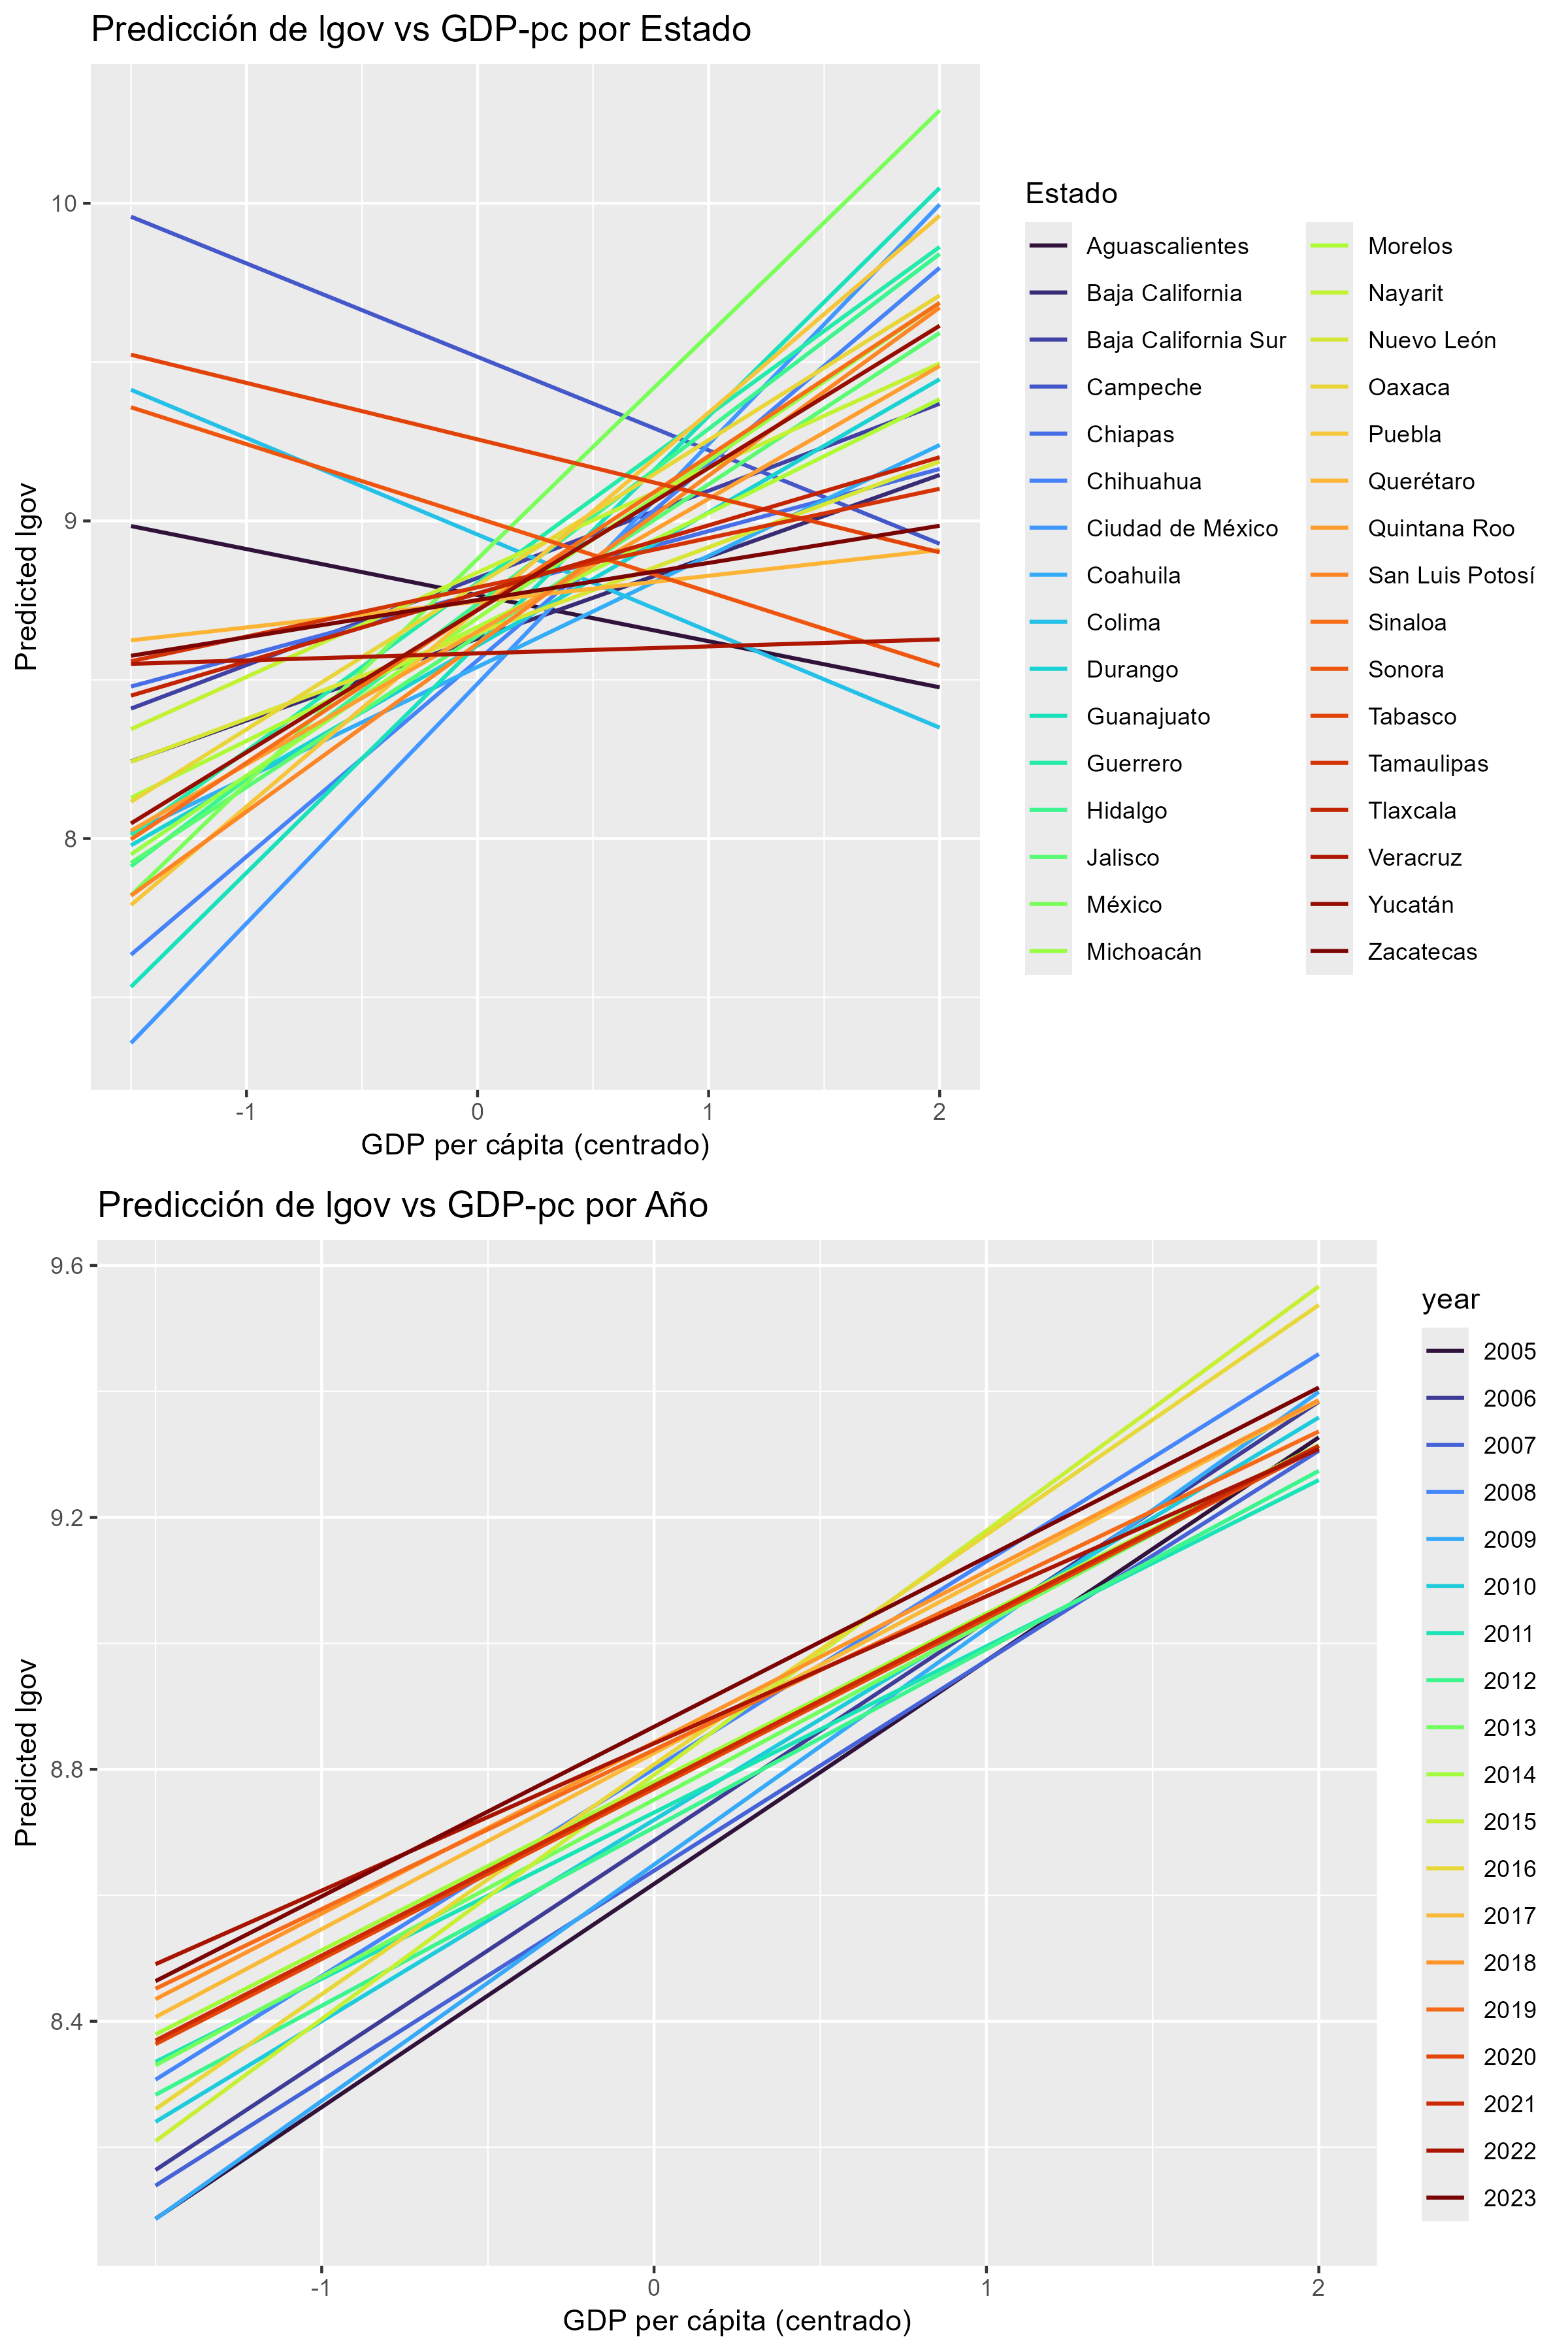 Predicción de lgov vs GDP-pc por Estado
Predicted lgov
10
9
8
-1
0
1
2
GDP per cápita (centrado)
Estado
Aguascalientes
Baja California
Baja California Sur
Campeche
Chiapas
Chihuahua
Ciudad de México
Coahuila
Colima
Durango
Guanajuato
Guerrero
Hidalgo
Jalisco
México
Michoacán
Morelos
Nayarit
Nuevo León
Oaxaca
Puebla
Querétaro
Quintana Roo
San Luis Potosí
Sinaloa
Sonora
Tabasco
Tamaulipas
Tlaxcala
Veracruz
Yucatán
Zacatecas
Predicción de lgov vs GDP-pc por Año
Predicted lgov
9.6
9.2
8.8
8.4
-1
0
1
2
GDP per cápita (centrado)
year
2005
2006
2007
2008
2009
2010
2011
2012
2013
2014
2015
2016
2017
2018
2019
2020
2021
2022
2023